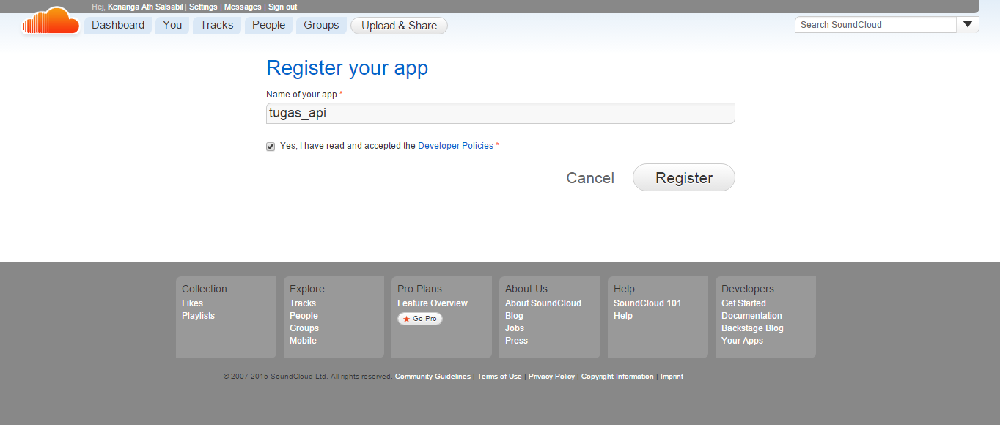 Hej, Kenanga Ath Salsabil | Settings | Messages | Sign out
Dashboard You Tracks People Groups Upload & Share Search SoundCloud
Register your app
Name of your app *
tugas_api
Yes, I have read and accepted the Developer Policies *
Cancel Register
Collection
Likes
Playlists
Explore
Tracks
People
Groups
Mobile
Pro Plans
Feature Overview
Go Pro
About Us
About SoundCloud
Blog
Jobs
Press
Help
SoundCloud 101
Help
Developers
Get Started
Documentation
Backstage Blog
Your Apps
© 2007-2015 SoundCloud Ltd. All rights reserved. Community Guidelines | Terms of Use | Privacy Policy | Copyright Information | Imprint